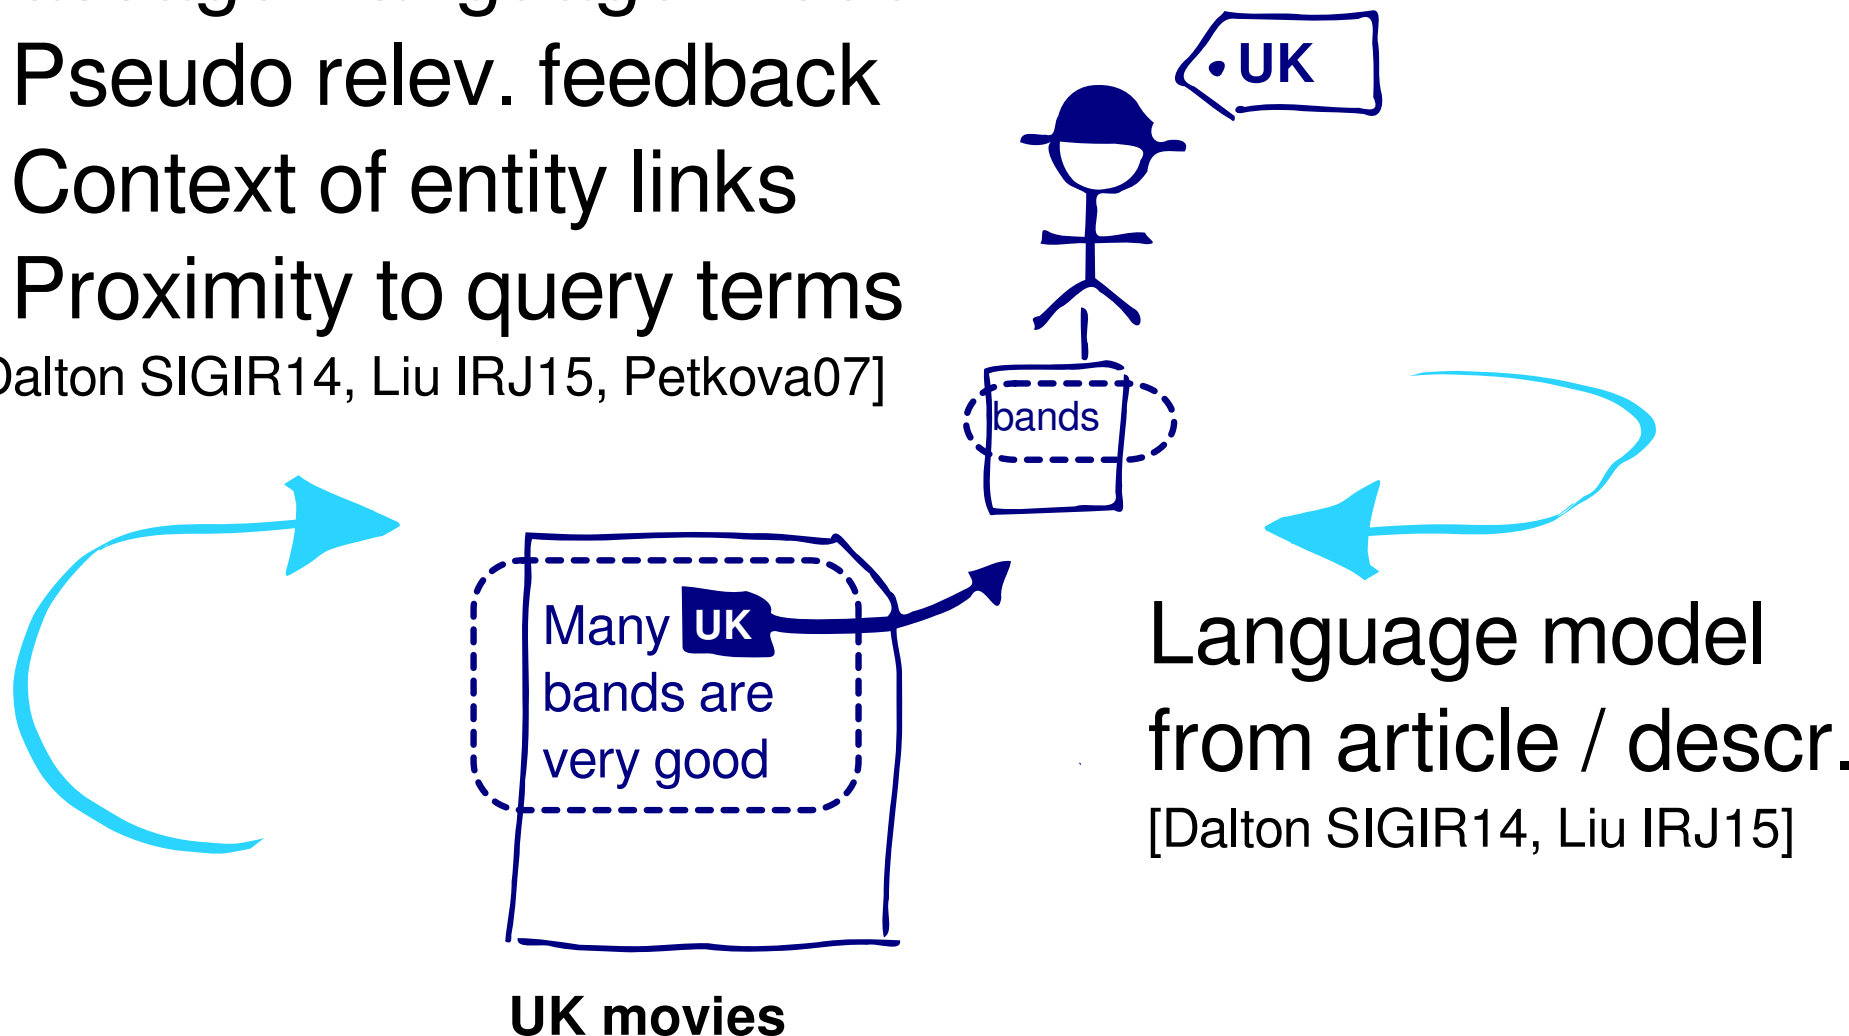 Pseudo relev. feedback
Context of entity links
Proximity to query terms
Dalton SIGIR14, Liu IRJ15, Petkova07]
UK
bands
Many UK
bands are
very good
Language model
from article / descr.
[Dalton SIGIR14, Liu IRJ15]
UK movies